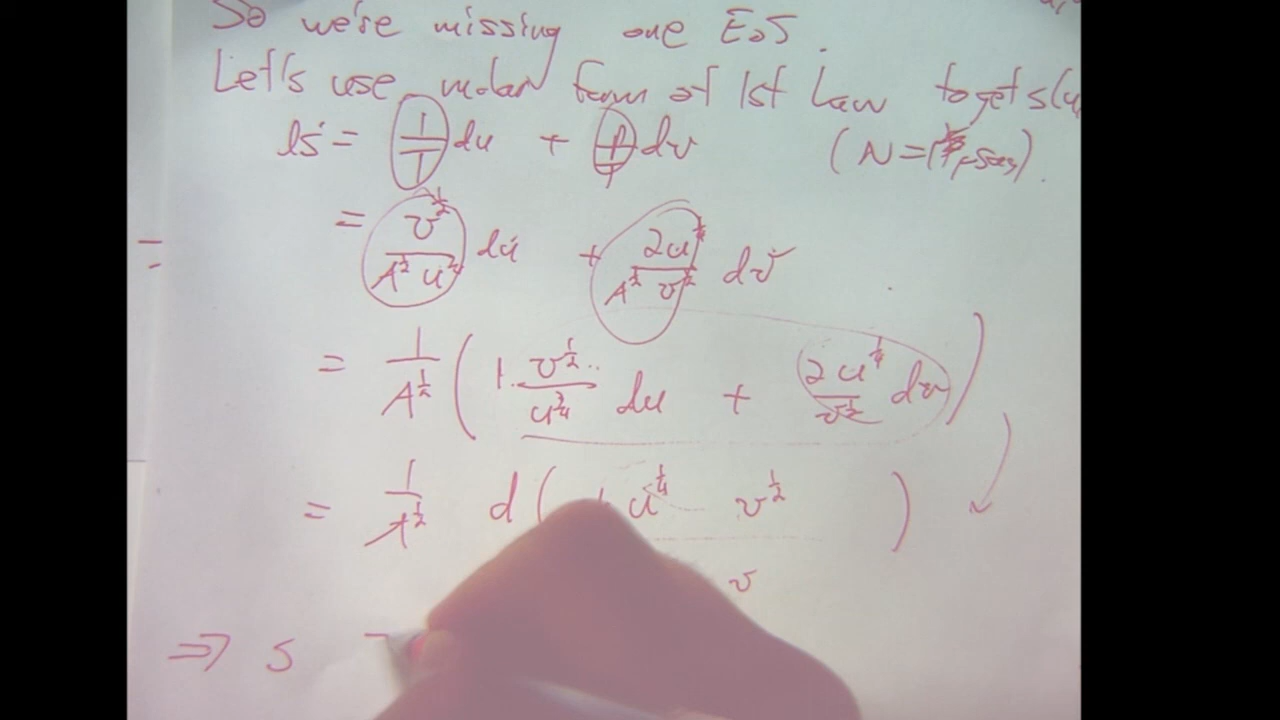 So we're missing one EoS.
Let's use molar form of 1st Law to get s(u
ds = (1/T) du + (P/T) dv (N=1
= v^½ / A^½ u^¾ du + 2u^¼ / A^½ v^½ dv
= 1/A^½ ( 1. v^½ / u^¾ du + 2u^¼ / v^½ dv )
= 1/A^½ d( u^¼ v^½ )
v
⇒ s